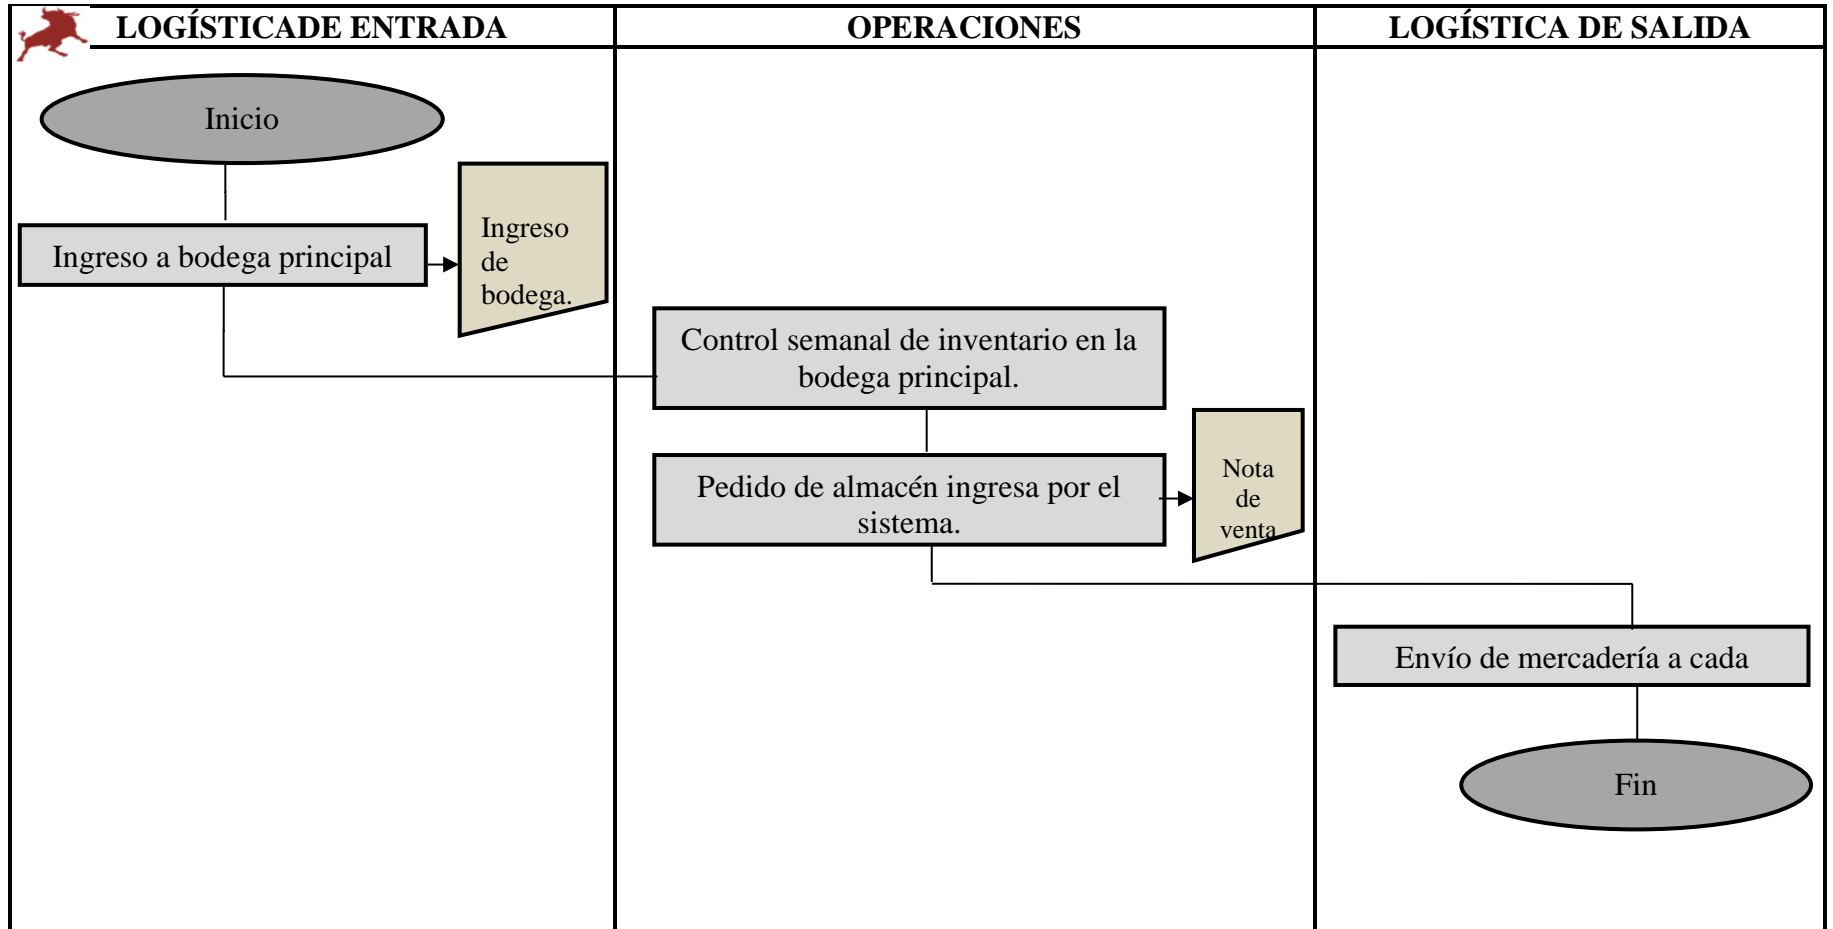 LOGÍSTICADE ENTRADA
OPERACIONES
LOGÍSTICA DE SALIDA
Inicio
Ingreso a bodega principal
Ingreso
de
bodega.
Control semanal de inventario en la
bodega principal.
Pedido de almacén ingresa por el
sistema.
Nota
de
venta
Envío de mercadería a cada
Fin